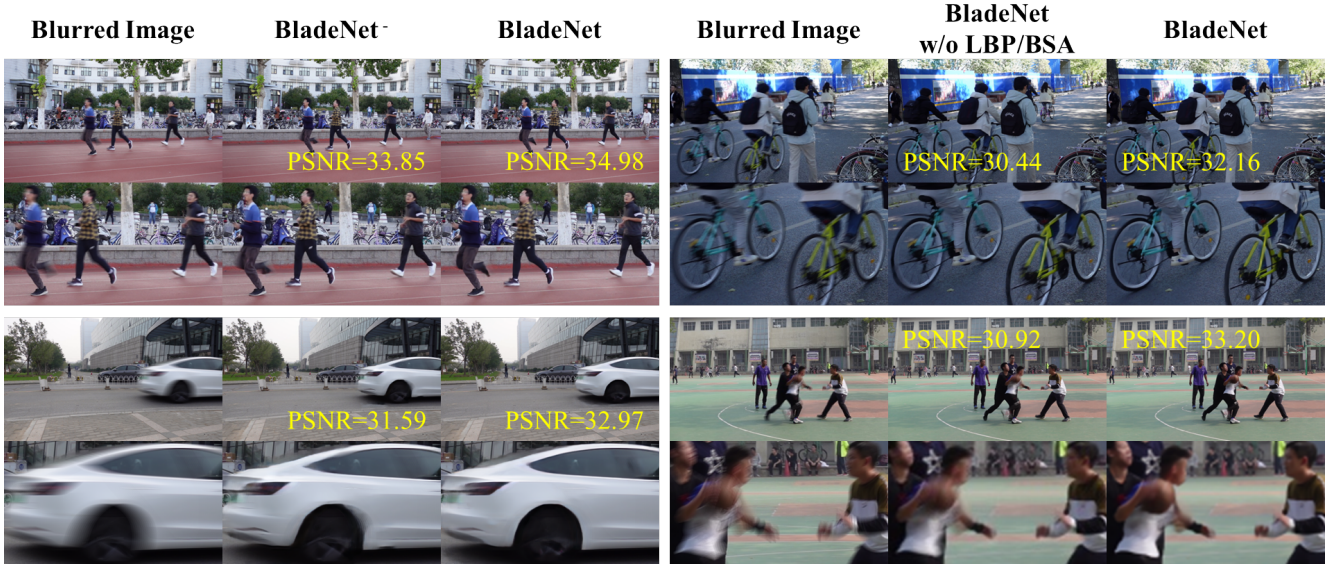 Blurred Image
BladeNet -
BladeNet
Blurred Image
BladeNet
w/o LBP/BSA
BladeNet
PSNR=33.85
PSNR=34.98
PSNR=30.44
PSNR=32.16
PSNR=31.59
PSNR=32.97
PSNR=30.92
PSNR=33.20